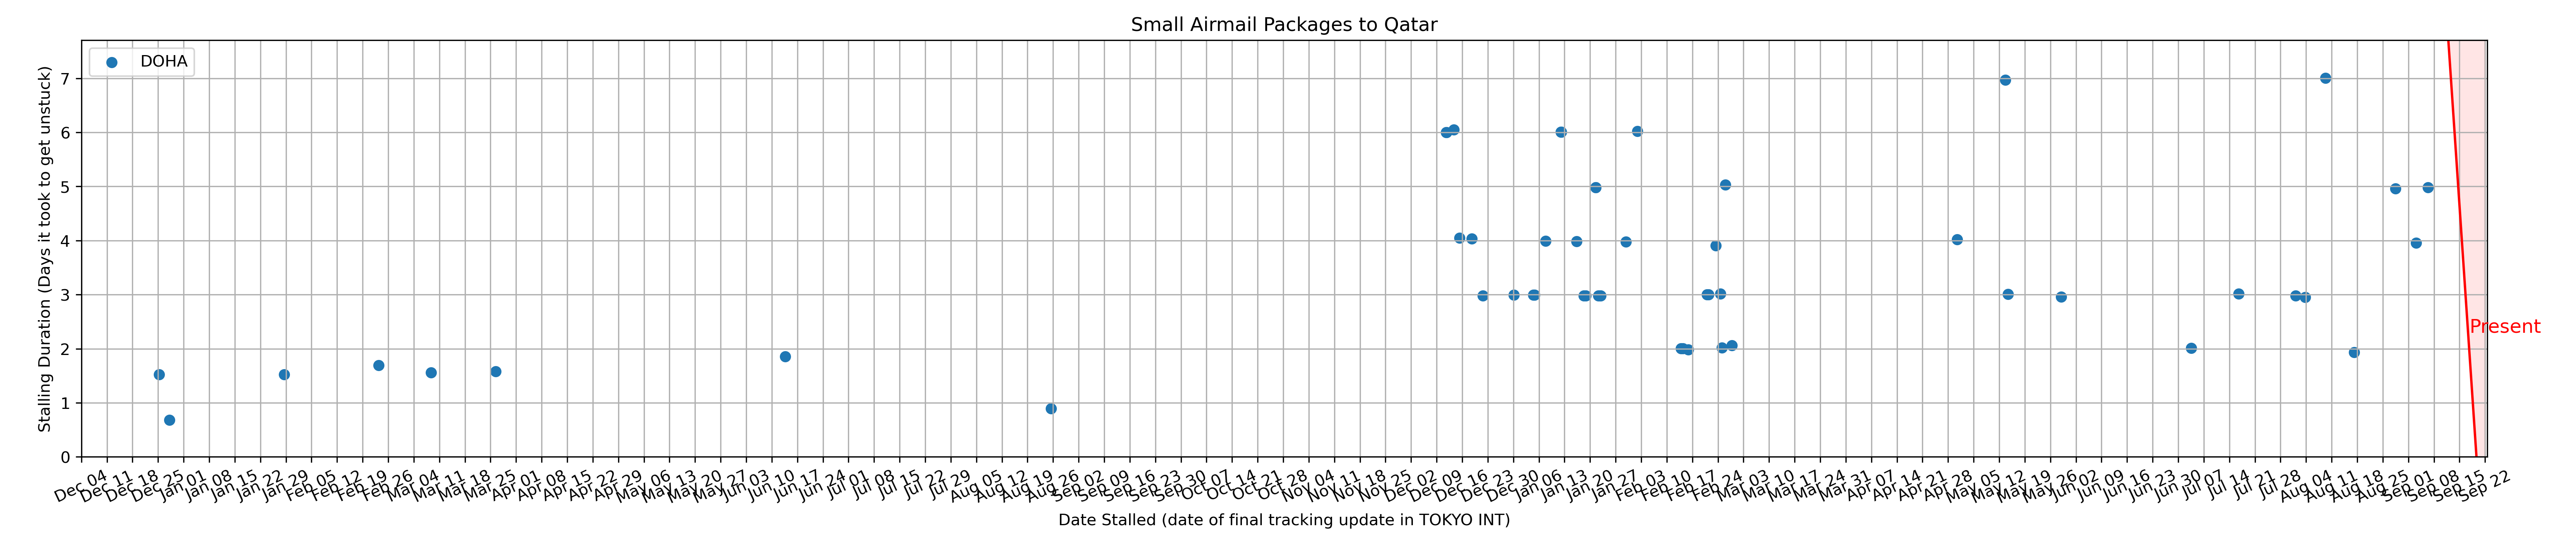 Small Airmail Packages to Qatar
DOHA
Stalling Duration (Days it took to get unstuck)
7
6
5
4
3
2
1
0
Present
Dec 04
Dec 11
Dec 18
Dec 25
Jan 01
Jan 08
Jan 15
Jan 22
Jan 29
Feb 05
Feb 12
Feb 19
Feb 26
Mar 04
Mar 11
Mar 18
Mar 25
Apr 01
Apr 08
Apr 15
Apr 22
Apr 29
May 06
May 13
May 20
May 27
Jun 03
Jun 10
Jun 17
Jun 24
Jul 01
Jul 08
Jul 15
Jul 22
Jul 29
Aug 05
Aug 12
Aug 19
Aug 26
Sep 02
Sep 09
Sep 16
Sep 23
Sep 30
Oct 07
Oct 14
Oct 21
Oct 28
Nov 04
Nov 11
Nov 18
Nov 25
Dec 02
Dec 09
Dec 16
Dec 23
Dec 30
Jan 06
Jan 13
Jan 20
Jan 27
Feb 03
Feb 10
Feb 17
Feb 24
Mar 03
Mar 10
Mar 17
Mar 24
Mar 31
Apr 07
Apr 14
Apr 21
Apr 28
May 05
May 12
May 19
May 26
Jun 02
Jun 09
Jun 16
Jun 23
Jun 30
Jul 07
Jul 14
Jul 21
Jul 28
Aug 04
Aug 11
Aug 18
Aug 25
Sep 01
Sep 08
Sep 15
Sep 22
Date Stalled (date of final tracking update in TOKYO INT)